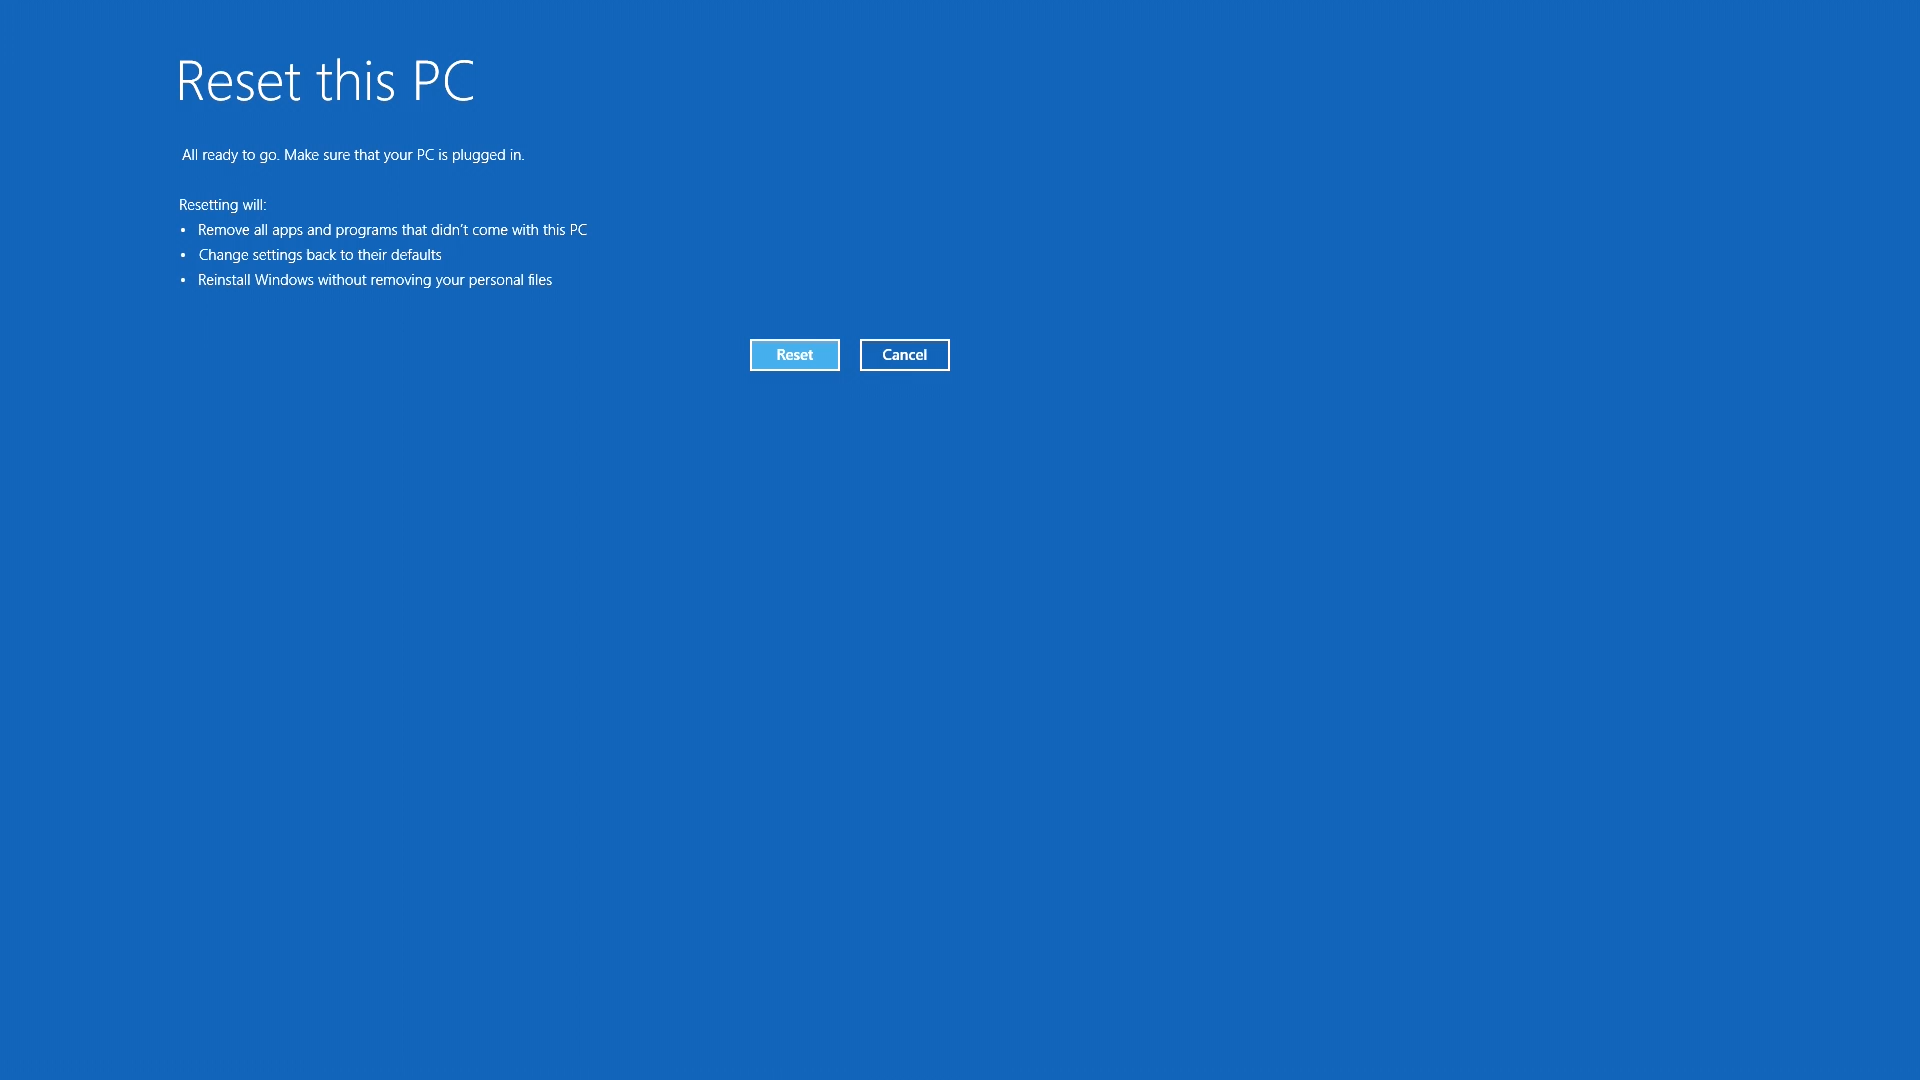 Reset this PC
All ready to go. Make sure that your PC is plugged in.
Resetting will:
• Remove all apps and programs that didn't come with this PC
• Change settings back to their defaults
• Reinstall Windows without removing your personal files
Reset Cancel